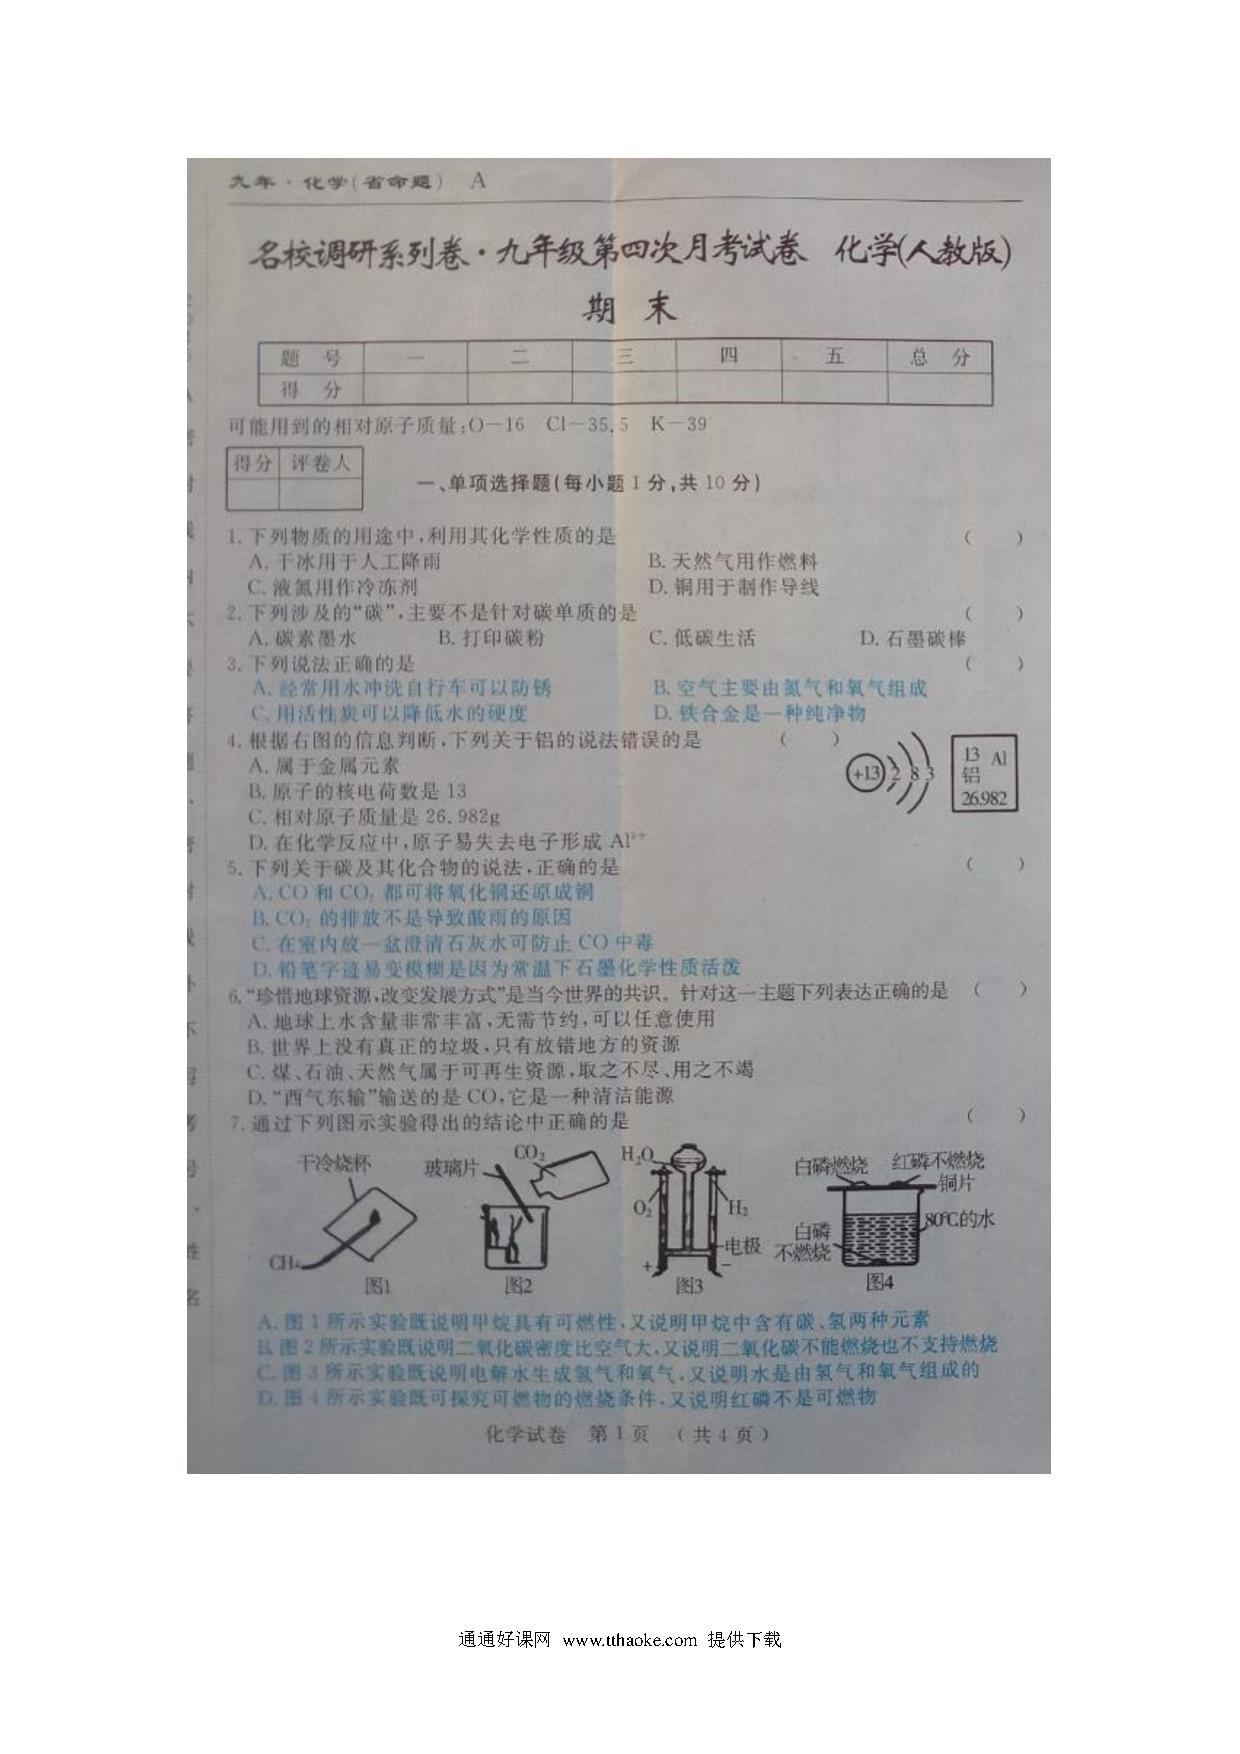 九年·化学(省命题) A
名校调研系列卷·九年级第四次月考试卷 化学(人教版)
期 末
题 号 一 二 三 四 五 总 分
得 分
可能用到的相对原子质量:O—16 Cl—35.5 K—39
得分 评卷人
一、单项选择题(每小题1分,共10分)
1.下列物质的用途中,利用其化学性质的是 ( )
A.干冰用于人工降雨 B.天然气用作燃料
C.液氮用作冷冻剂 D.铜用于制作导线
2.下列涉及的“碳”,主要不是针对碳单质的是 ( )
A.碳素墨水 B.打印碳粉 C.低碳生活 D.石墨碳棒
3.下列说法正确的是 ( )
A.经常用水冲洗自行车可以防锈 B.空气主要由氮气和氧气组成
C.用活性炭可以降低水的硬度 D.铁合金是一种纯净物
4.根据右图的信息判断,下列关于铝的说法错误的是 ( )
A.属于金属元素
B.原子的核电荷数是13
C.相对原子质量是26.982g
D.在化学反应中,原子易失去电子形成Al³⁺
+13 2 8 3
13 Al
铝
26.982
5.下列关于碳及其化合物的说法,正确的是 ( )
A.CO和CO₂都可将氧化铜还原成铜
B.CO₂的排放不是导致酸雨的原因
C.在室内放一盆澄清石灰水可防止CO中毒
D.铅笔字迹易变模糊是因为常温下石墨化学性质活泼
6.“珍惜地球资源,改变发展方式”是当今世界的共识。针对这一主题下列表达正确的是 ( )
A.地球上水含量非常丰富,无需节约,可以任意使用
B.世界上没有真正的垃圾,只有放错地方的资源
C.煤、石油、天然气属于可再生资源,取之不尽、用之不竭
D.“西气东输”输送的是CO,它是一种清洁能源
7.通过下列图示实验得出的结论中正确的是 ( )
干冷烧杯
CH₄
图1
玻璃片
CO₂
图2
H₂O
O₂
H₂
电极
+ −
图3
白磷燃烧 红磷不燃烧
铜片
80℃的水
白磷
不燃烧
图4
A.图1所示实验既说明甲烷具有可燃性,又说明甲烷中含有碳、氢两种元素
B.图2所示实验既说明二氧化碳密度比空气大,又说明二氧化碳不能燃烧也不支持燃烧
C.图3所示实验既说明电解水生成氢气和氧气,又说明水是由氢气和氧气组成的
D.图4所示实验既可探究可燃物的燃烧条件,又说明红磷不是可燃物
化学试卷 第1页 (共4页)
通通好课网 www.tthaoke.com 提供下载